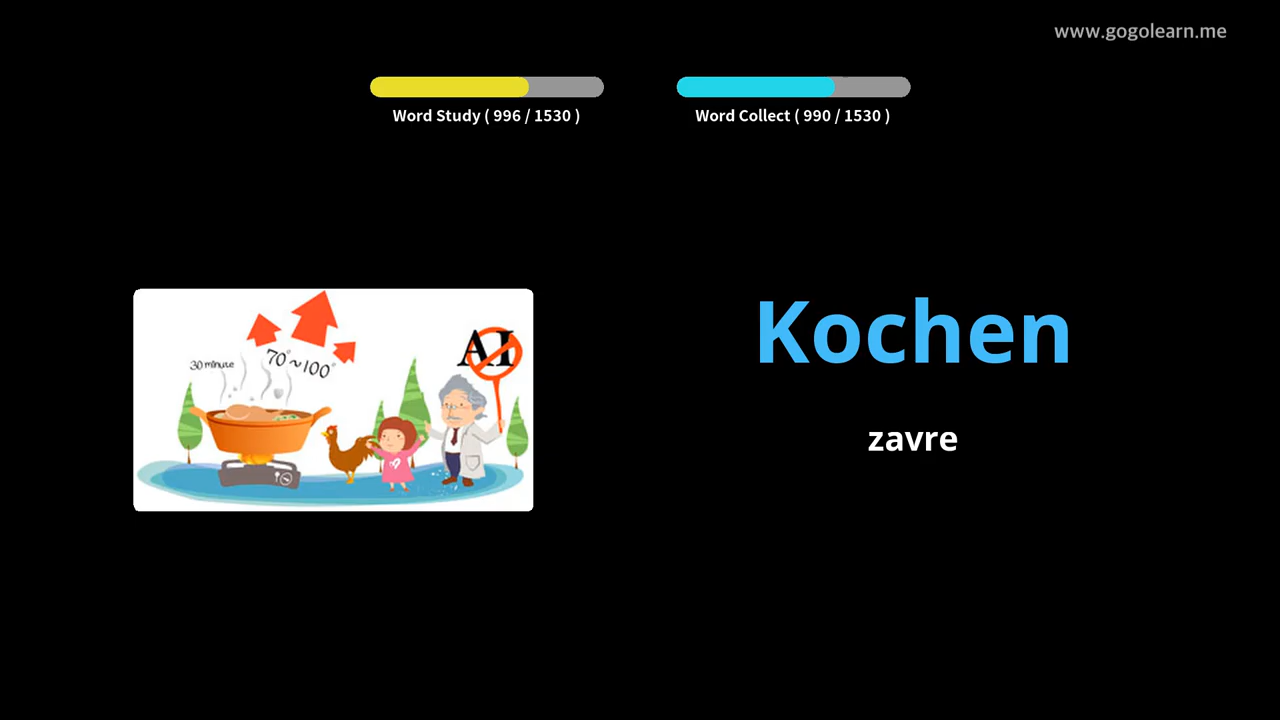 www.gogolearn.me
Word Study ( 996 / 1530 )
Word Collect ( 990 / 1530 )
30 minute
70°~100°
AI
Kochen
zavre